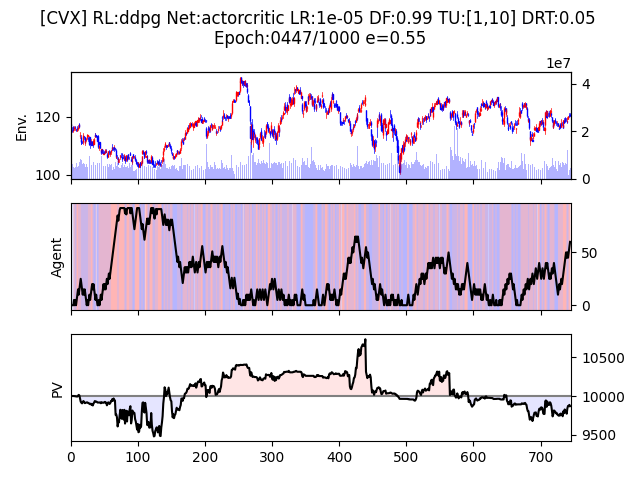 [CVX] RL:ddpg Net:actorcritic LR:1e-05 DF:0.99 TU:[1,10] DRT:0.05
Epoch:0447/1000 e=0.55
1e7
Env.
120
100
4
2
0
Agent
50
0
PV
10500
10000
9500
0 100 200 300 400 500 600 700